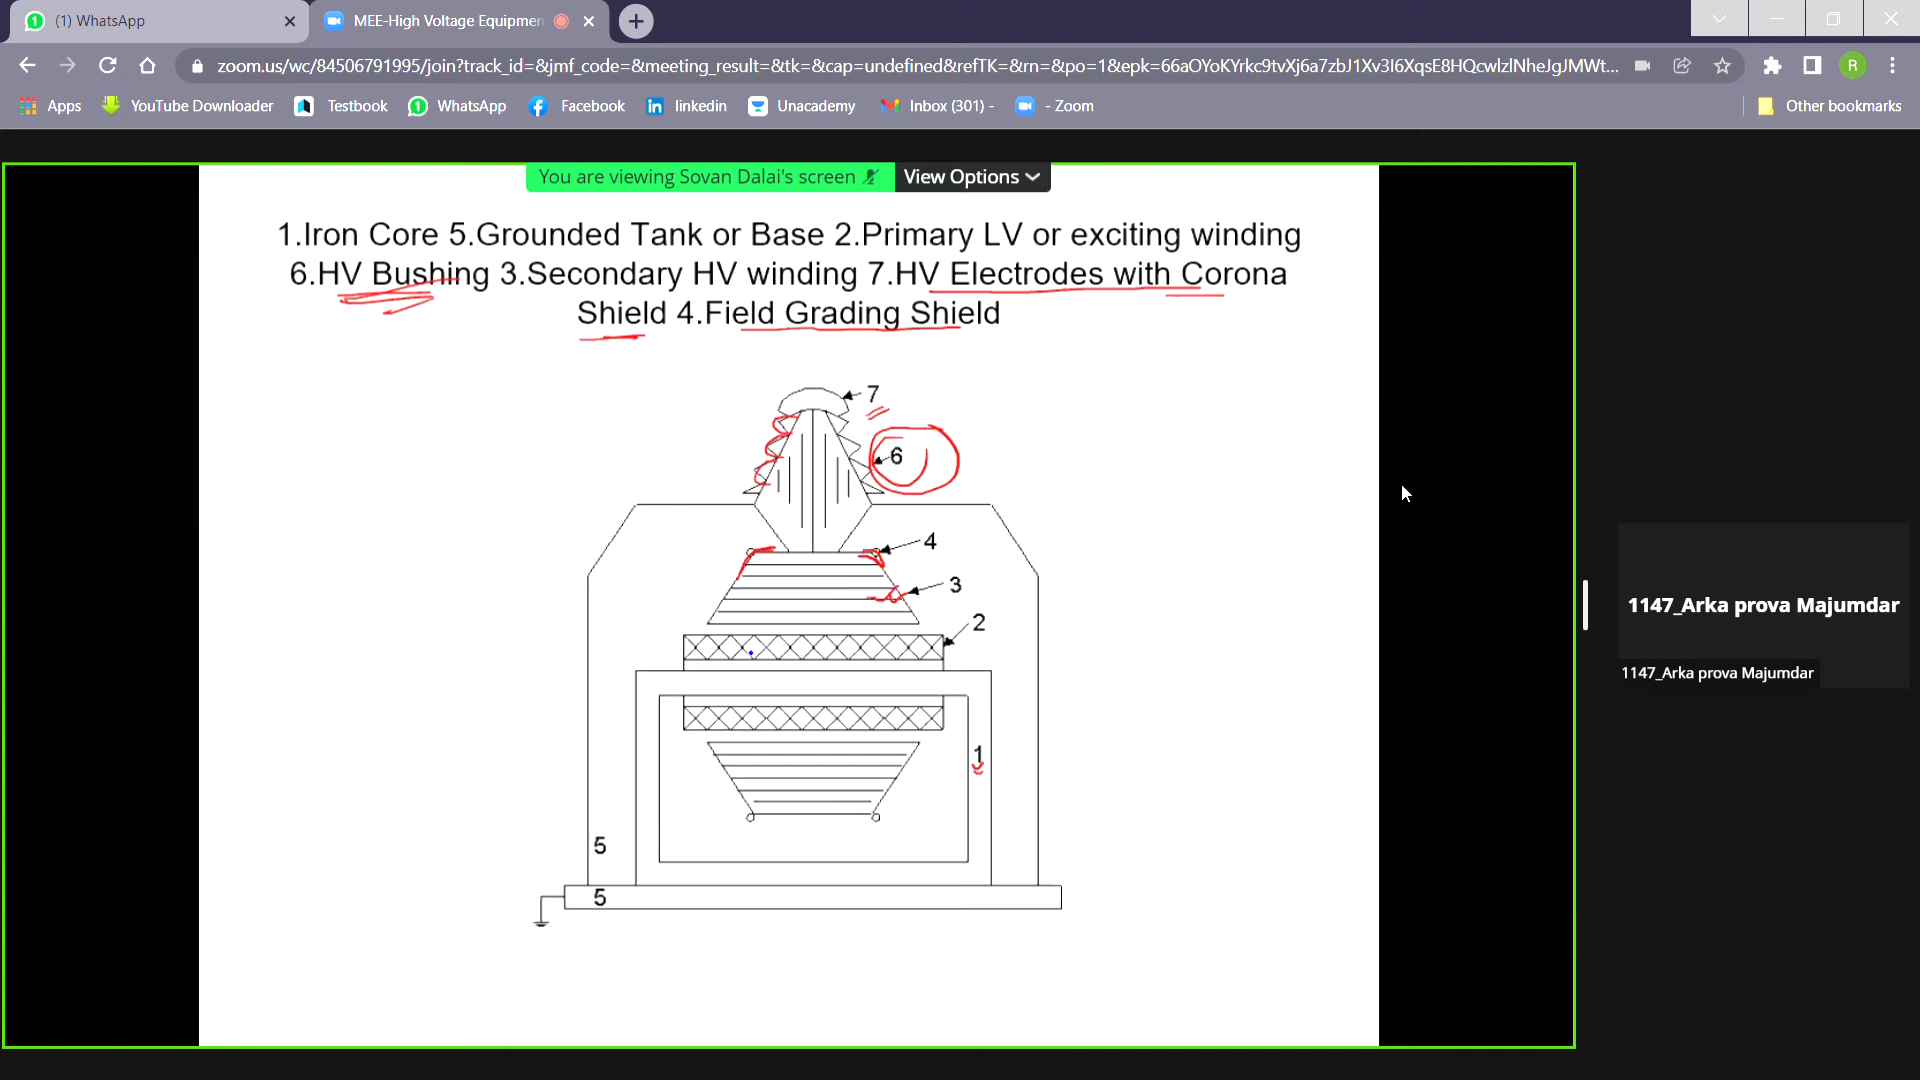 (1) WhatsApp
MEE-High Voltage Equipmen
zoom.us/wc/84506791995/join?track_id=&jmf_code=&meeting_result=&tk=&cap=undefined&refTK=&rn=&po=1&epk=66aOYoKYrkc9tvXj6a7zbJ1Xv3I6XqsE8HQcwlzlNheJgJMWt...
R
Apps YouTube Downloader Testbook WhatsApp Facebook linkedin Unacademy Inbox (301) - - Zoom Other bookmarks
You are viewing Sovan Dalai's screen View Options
1.Iron Core 5.Grounded Tank or Base 2.Primary LV or exciting winding
6.HV Bushing 3.Secondary HV winding 7.HV Electrodes with Corona
Shield 4.Field Grading Shield
7
6
4
3
2
1
5
5
1147_Arka prova Majumdar
1147_Arka prova Majumdar